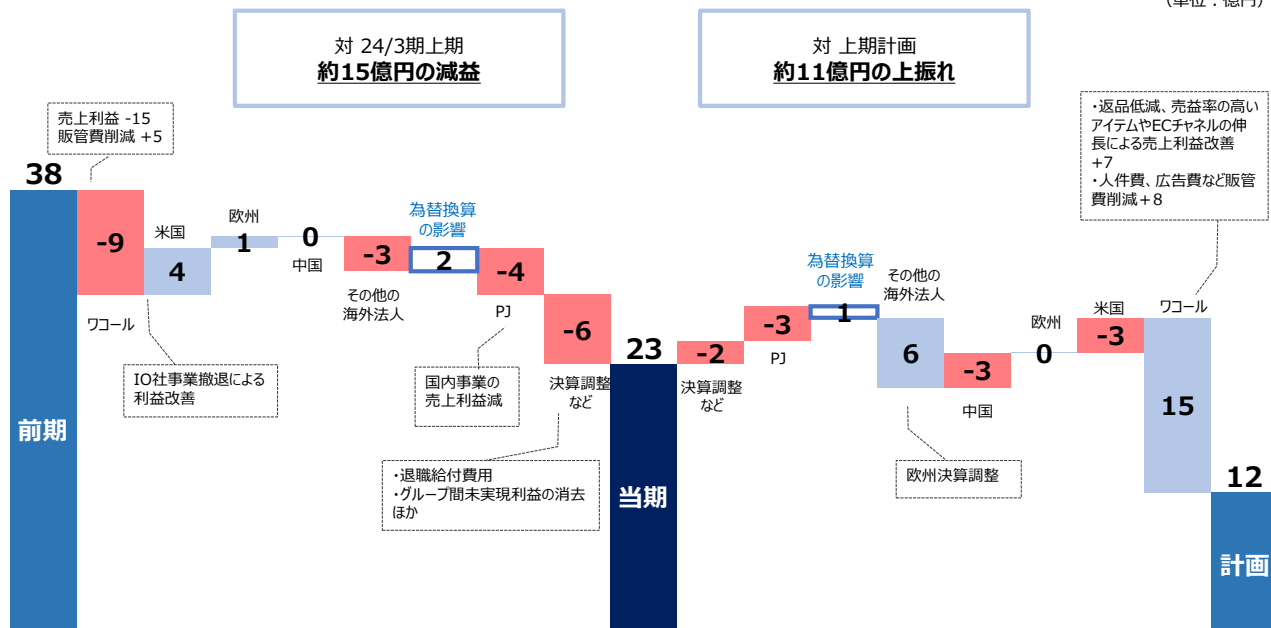 (単位:億円)
対 24/3期上期
約15億円の減益
対 上期計画
約11億円の上振れ
売上利益 -15
販管費削減 +5
・返品低減、売益率の高い
アイテムやECチャネルの伸
長による売上利益改善
+7
・人件費、広告費など販管
費削減+8
38
前期
-9
ワコール
米国
4
IO社事業撤退による
利益改善
欧州
1
0
中国
-3
その他の
海外法人
為替換算
の影響
2
-4
PJ
国内事業の
売上利益減
-6
決算調整
など
・退職給付費用
・グループ間未実現利益の消去
ほか
23
当期
-2
決算調整
など
-3
PJ
為替換算
の影響
1
その他の
海外法人
6
欧州決算調整
-3
中国
欧州
0
米国
-3
ワコール
15
12
計画